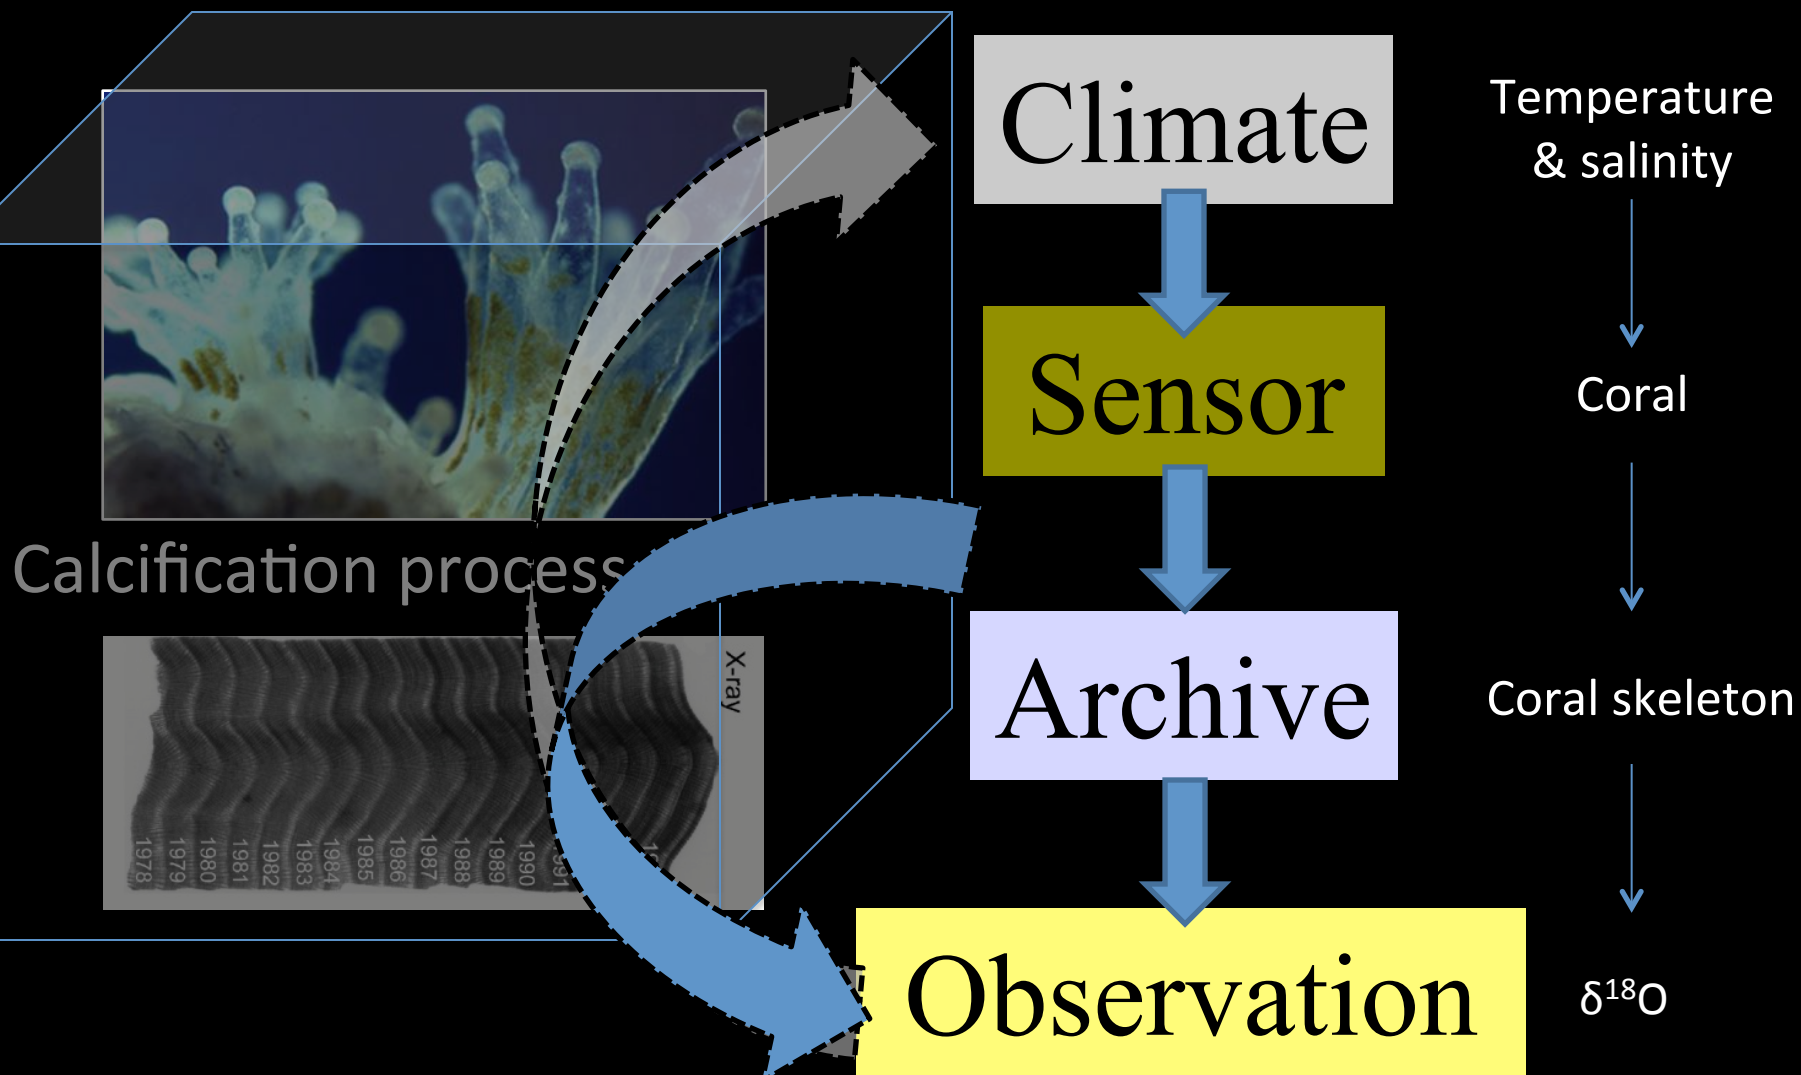 Climate
Temperature
& salinity
Sensor
Coral
Calcification process
Archive
Coral skeleton
X-ray
1978
1979
1980
1981
1982
1983
1984
1985
1986
1987
1988
1989
1990
Observation
δ¹⁸O